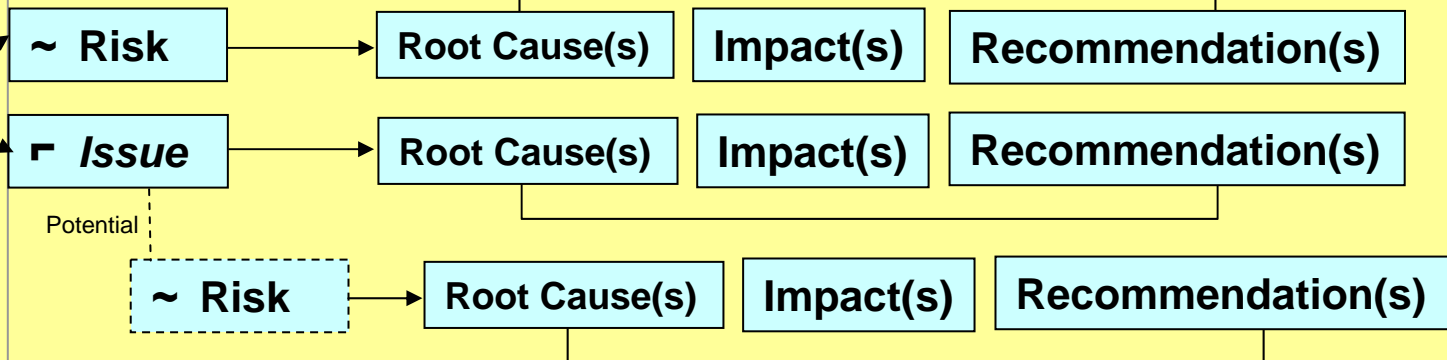 ~ Risk Root Cause(s) Impact(s) Recommendation(s)
⌐ Issue Root Cause(s) Impact(s) Recommendation(s)
Potential
~ Risk Root Cause(s) Impact(s) Recommendation(s)